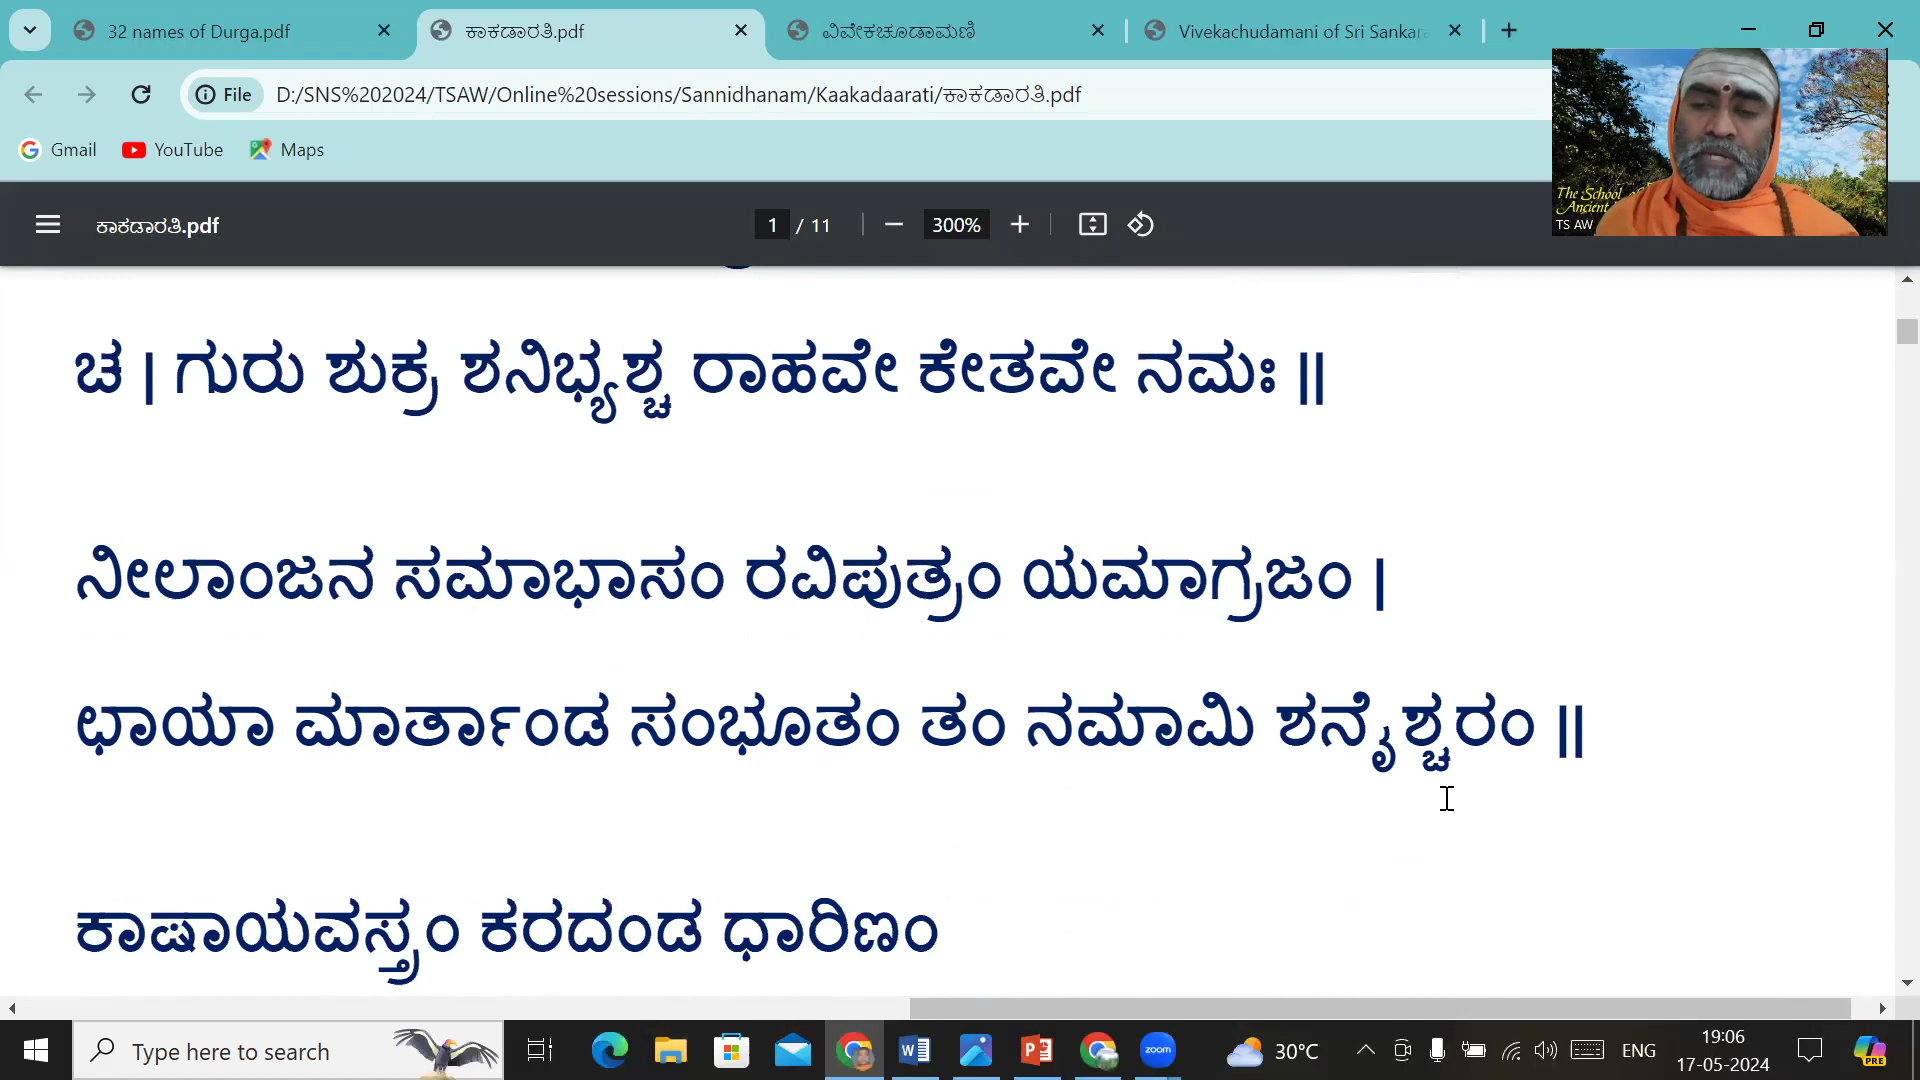 32 names of Durga.pdf
ಕಾಕಡಾರತಿ.pdf
ವಿವೇಕಚೂಡಾಮಣಿ
Vivekachudamani of Sri Sankara
File
D:/SNS%202024/TSAW/Online%20sessions/Sannidhanam/Kaakadaarati/ಕಾಕಡಾರತಿ.pdf
Gmail
YouTube
Maps
The School of
Ancient
TS AW
ಕಾಕಡಾರತಿ.pdf
1 / 11
300%
ಚ | ಗುರು ಶುಕ್ರ ಶನಿಭ್ಯಶ್ಚ ರಾಹವೇ ಕೇತವೇ ನಮಃ ||
ನೀಲಾಂಜನ ಸಮಾಭಾಸಂ ರವಿಪುತ್ರಂ ಯಮಾಗ್ರಜಂ |
ಛಾಯಾ ಮಾರ್ತಾಂಡ ಸಂಭೂತಂ ತಂ ನಮಾಮಿ ಶನೈಶ್ಚರಂ ||
ಕಾಷಾಯವಸ್ತ್ರಂ ಕರದಂಡ ಧಾರಿಣಂ
Type here to search
zoom
30°C
ENG
19:06
17-05-2024
PRE